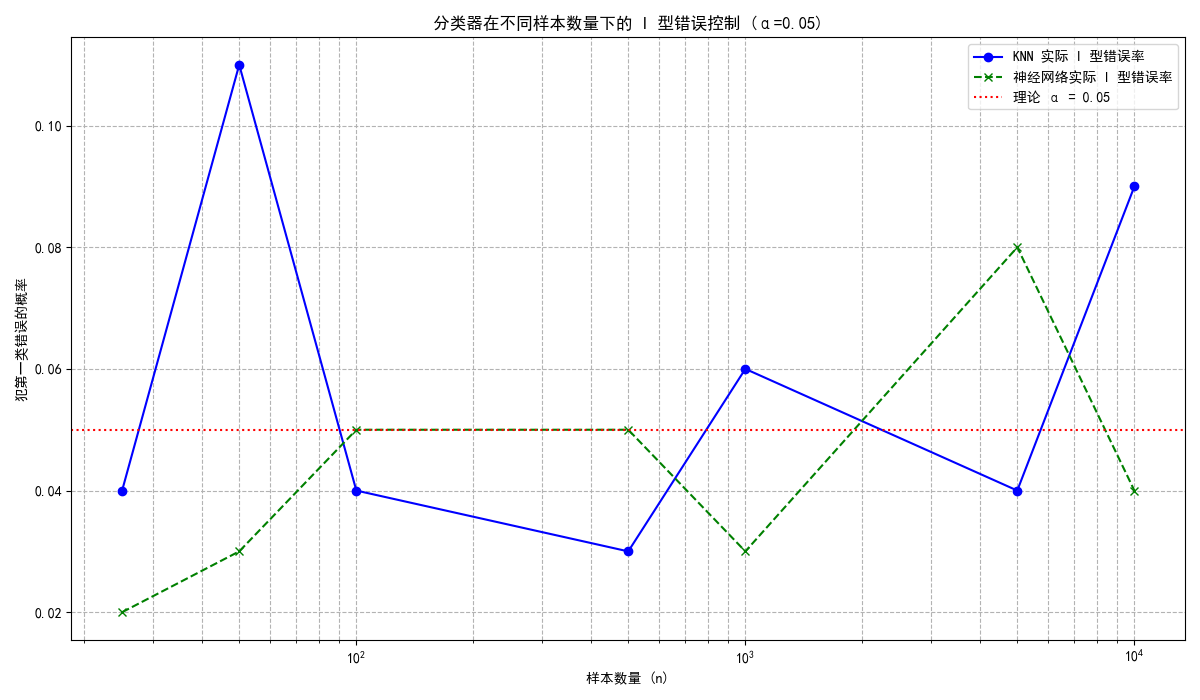 分类器在不同样本数量下的 I 型错误控制 (α=0.05)
KNN 实际 I 型错误率
神经网络实际 I 型错误率
理论 α = 0.05
犯第一类错误的概率
0.10
0.08
0.06
0.04
0.02
10²
10³
10⁴
样本数量 (n)